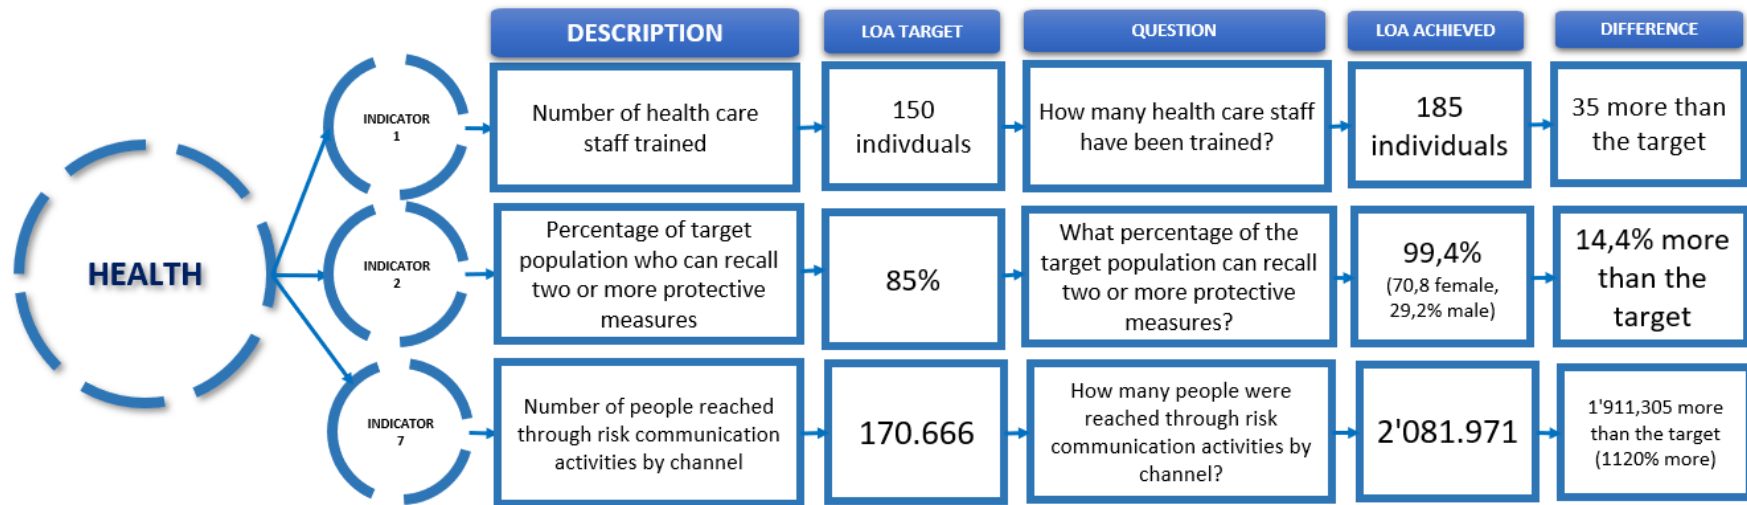 DESCRIPTION
LOA TARGET
QUESTION
LOA ACHIEVED
DIFFERENCE
HEALTH
INDICATOR
1
Number of health care
staff trained
150
indivduals
How many health care staff
have been trained?
185
individuals
35 more than
the target
INDICATOR
2
Percentage of target
population who can recall
two or more protective
measures
85%
What percentage of the
target population can recall
two or more protective
measures?
99,4%
(70,8 female,
29,2% male)
14,4% more
than the
target
INDICATOR
7
Number of people reached
through risk communication
activities by channel
170.666
How many people were
reached through risk
communication activities by
channel?
2'081.971
1'911,305 more
than the target
(1120% more)